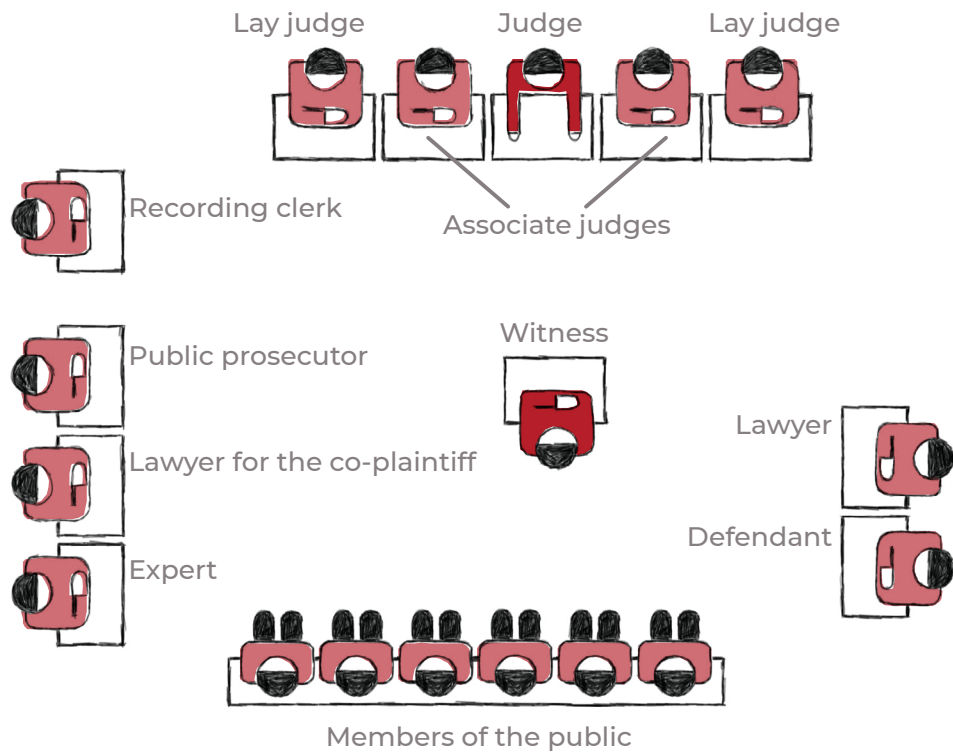 Lay judge
Judge
Lay judge
Associate judges
Recording clerk
Public prosecutor
Witness
Lawyer for the co-plaintiff
Lawyer
Defendant
Expert
Members of the public